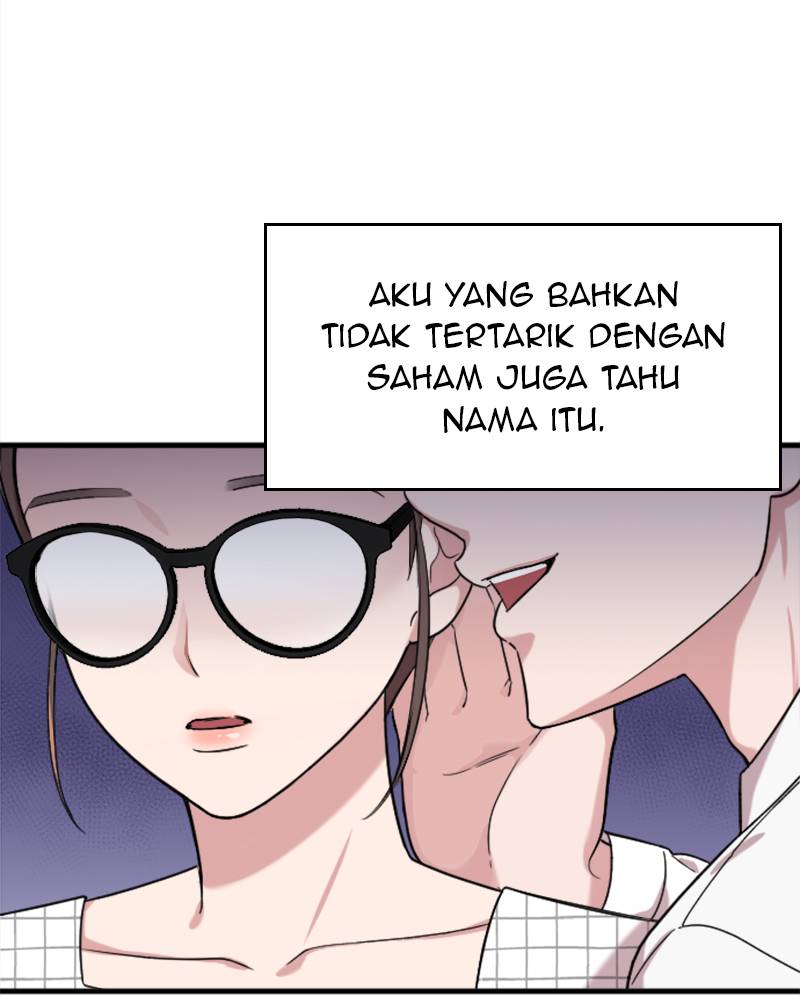 AKU YANG BAHKAN
TIDAK TERTARIK DENGAN
SAHAM JUGA TAHU
NAMA ITU.